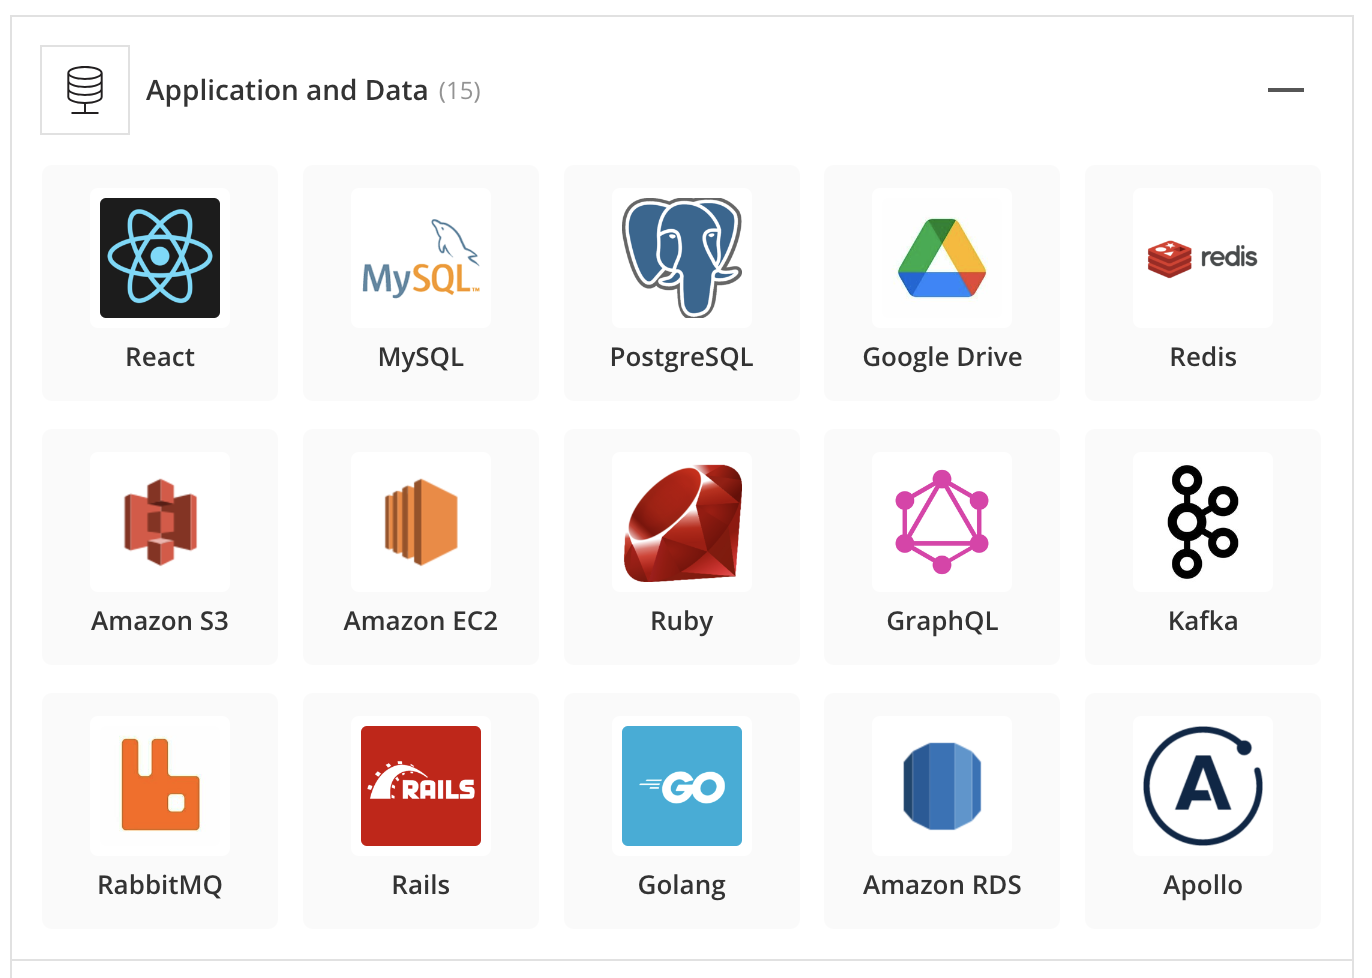 Application and Data (15)
MySQL™
redis
React
MySQL
PostgreSQL
Google Drive
Redis
Amazon S3
Amazon EC2
Ruby
GraphQL
Kafka
RAILS
GO
A
RabbitMQ
Rails
Golang
Amazon RDS
Apollo